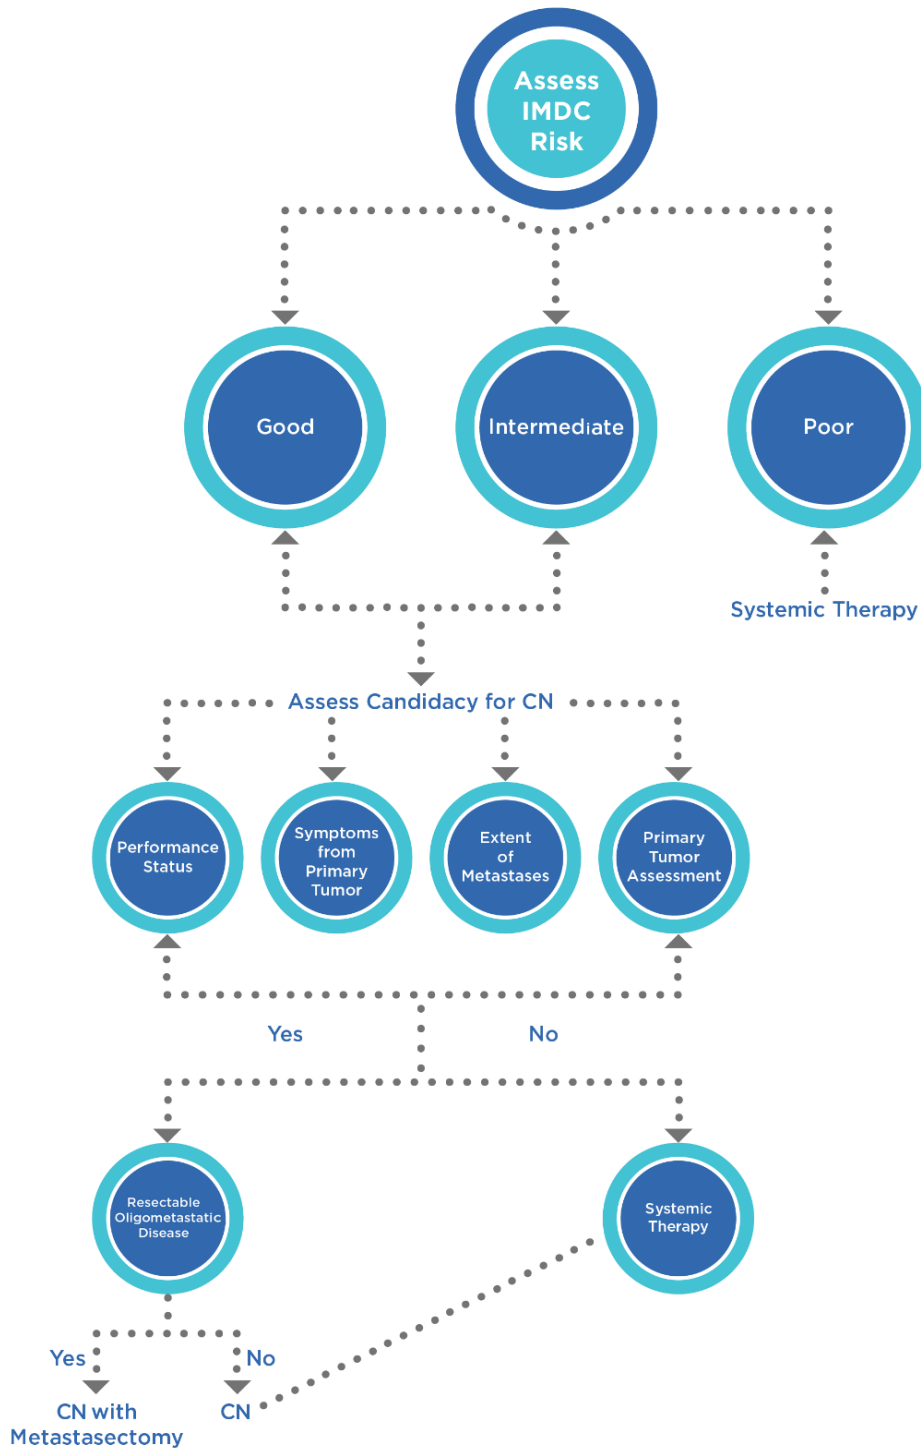 Assess
IMDC
Risk
Good
Intermediate
Poor
Systemic Therapy
Assess Candidacy for CN
Performance
Status
Symptoms
from
Primary
Tumor
Extent
of
Metastases
Primary
Tumor
Assessment
Yes
No
Resectable
Oligometastatic
Disease
Systemic
Therapy
Yes
No
CN with
Metastasectomy
CN